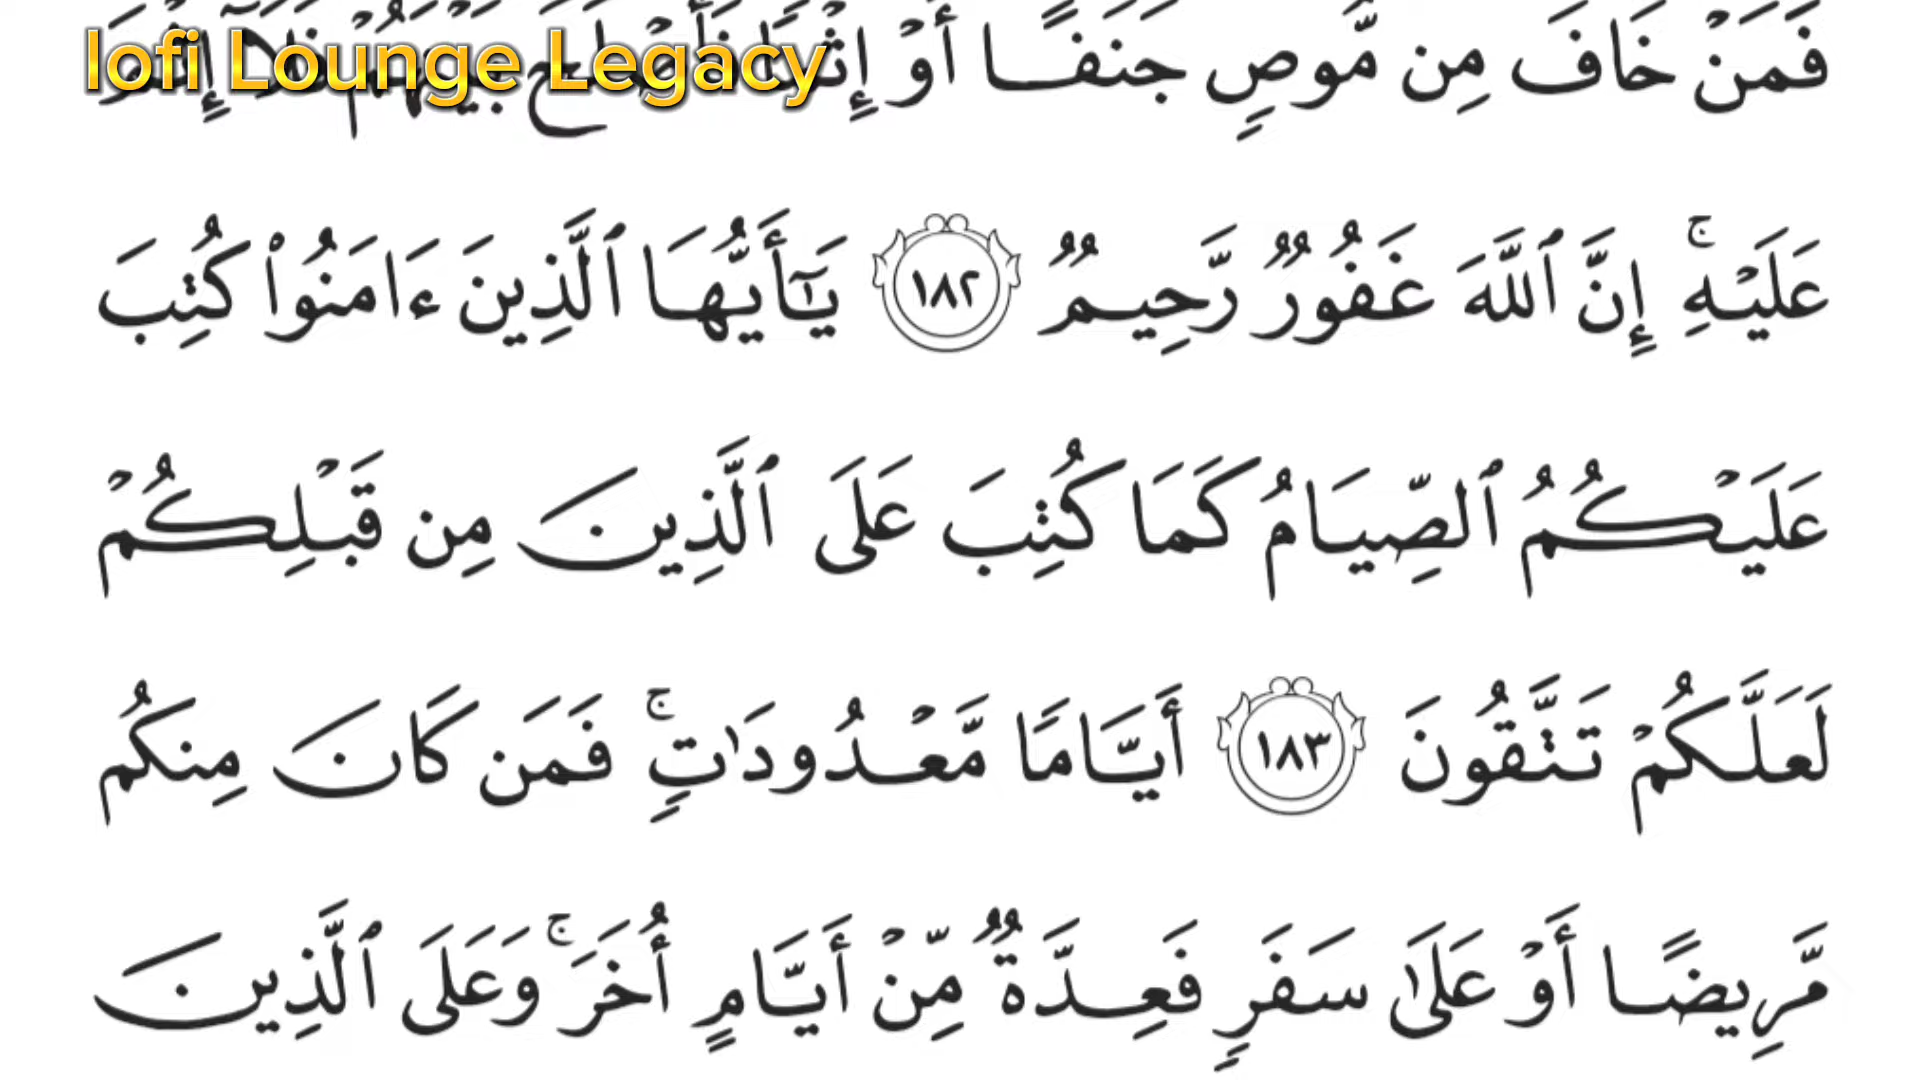 lofi Lounge Legacy
فَمَنْ خَافَ مِن مُّوصٍ جَنَفًا أَوْ إِثْمًا فَأَصْلَحَ بَيْنَهُمْ فَلَآ إِثْمَ
عَلَيْهِ ۚ إِنَّ ٱللَّهَ غَفُورٌ رَّحِيمٌ ١٨٢ يَـٰٓأَيُّهَا ٱلَّذِينَ ءَامَنُوا۟ كُتِبَ
عَلَيْكُمُ ٱلصِّيَامُ كَمَا كُتِبَ عَلَى ٱلَّذِينَ مِن قَبْلِكُمْ
لَعَلَّكُمْ تَتَّقُونَ ١٨٣ أَيَّامًا مَّعْدُودَٰتٍ ۚ فَمَن كَانَ مِنكُم
مَّرِيضًا أَوْ عَلَىٰ سَفَرٍ فَعِدَّةٌ مِّنْ أَيَّامٍ أُخَرَ ۚ وَعَلَى ٱلَّذِينَ